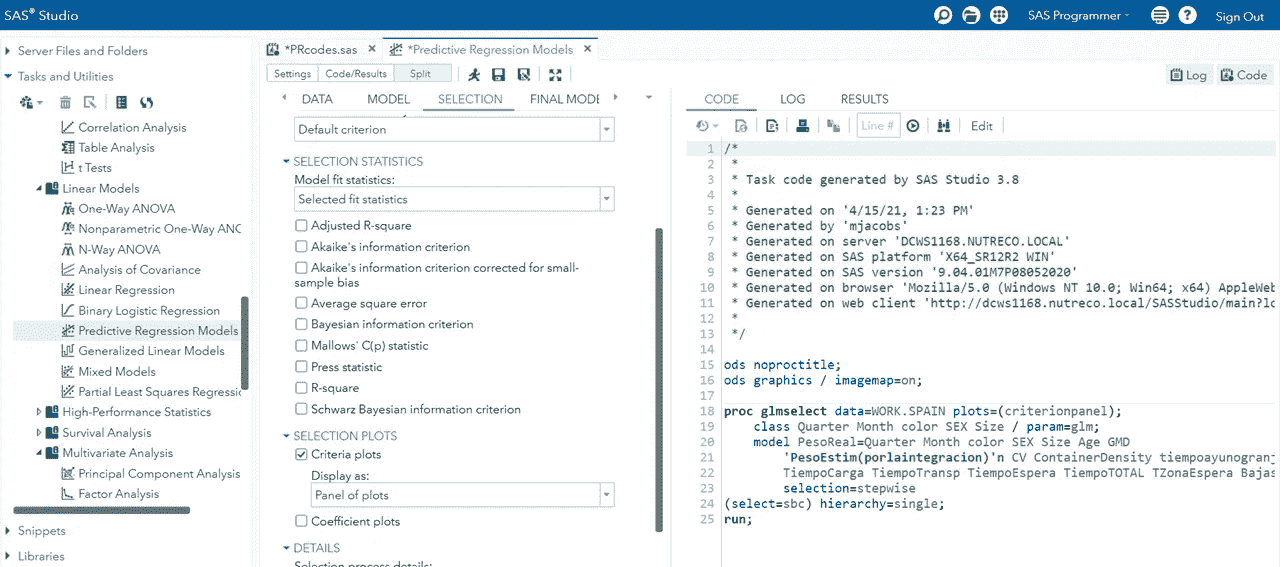 SAS® Studio
SAS Programmer
Sign Out
Server Files and Folders
Tasks and Utilities
Correlation Analysis
Table Analysis
t Tests
Linear Models
One-Way ANOVA
Nonparametric One-Way ANO
N-Way ANOVA
Analysis of Covariance
Linear Regression
Binary Logistic Regression
Predictive Regression Models
Generalized Linear Models
Mixed Models
Partial Least Squares Regressio
High-Performance Statistics
Survival Analysis
Multivariate Analysis
Principal Component Analysis
Factor Analysis
Snippets
Libraries
*PRcodes.sas
*Predictive Regression Models
Settings Code/Results Split
Log Code
DATA MODEL SELECTION FINAL MODE
Default criterion
SELECTION STATISTICS
Model fit statistics:
Selected fit statistics
Adjusted R-square
Akaike's information criterion
Akaike's information criterion corrected for small-
sample bias
Average square error
Bayesian information criterion
Mallows' C(p) statistic
Press statistic
R-square
Schwarz Bayesian information criterion
SELECTION PLOTS
Criteria plots
Display as:
Panel of plots
Coefficient plots
DETAILS
Selection process details:
CODE LOG RESULTS
Line # Edit
1 /*
2 *
3 * Task code generated by SAS Studio 3.8
4 *
5 * Generated on '4/15/21, 1:23 PM'
6 * Generated by 'mjacobs'
7 * Generated on server 'DCWS1168.NUTRECO.LOCAL'
8 * Generated on SAS platform 'X64_SR12R2 WIN'
9 * Generated on SAS version '9.04.01M7P08052020'
10 * Generated on browser 'Mozilla/5.0 (Windows NT 10.0; Win64; x64) AppleWeb
11 * Generated on web client 'http://dcws1168.nutreco.local/SASStudio/main?lo
12 *
13 */
14
15 ods noproctitle;
16 ods graphics / imagemap=on;
17
18 proc glmselect data=WORK.SPAIN plots=(criterionpanel);
19 class Quarter Month color SEX Size / param=glm;
20 model PesoReal=Quarter Month color SEX Size Age GMD
21 'PesoEstim(porlaintegracion)'n CV ContainerDensity tiempoayunogranj
22 TiempoCarga TiempoTransp TiempoEspera TiempoTOTAL TZonaEspera Bajas
23 selection=stepwise
24 (select=sbc) hierarchy=single;
25 run;